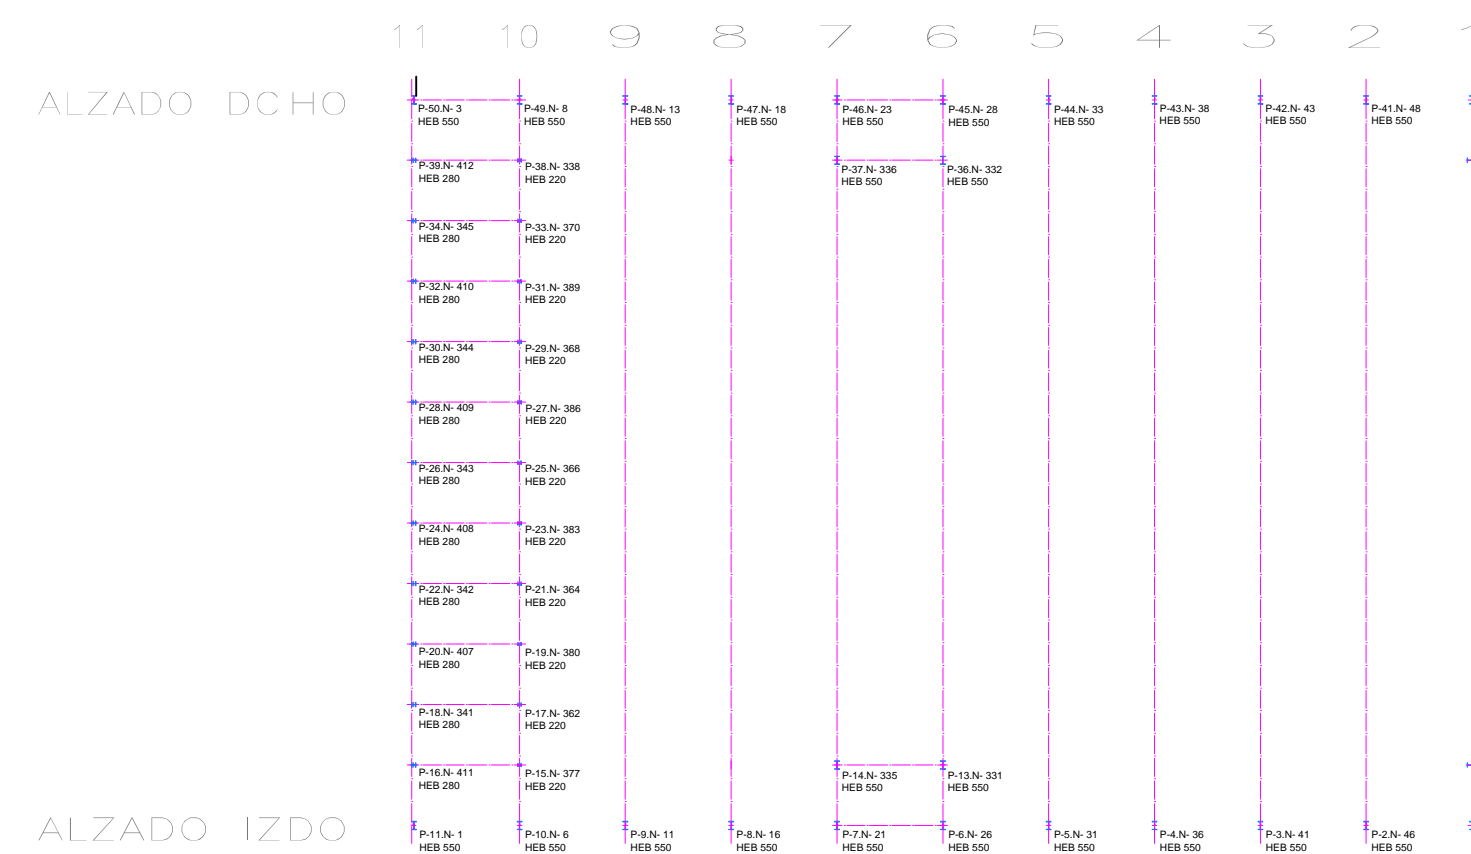 11 10 9 8 7 6 5 4 3 2
ALZADO DCHO
P-50.N- 3 P-49.N- 8 P-48.N- 13 P-47.N- 18 P-46.N- 23 P-45.N- 28 P-44.N- 33 P-43.N- 38 P-42.N- 43 P-41.N- 48
HEB 550 HEB 550 HEB 550 HEB 550 HEB 550 HEB 550 HEB 550 HEB 550 HEB 550 HEB 550
P-39.N- 412 P-38.N- 338 P-37.N- 336 P-36.N- 332
HEB 280 HEB 220 HEB 550 HEB 550
P-34.N- 345 P-33.N- 370
HEB 280 HEB 220
P-32.N- 410 P-31.N- 389
HEB 280 HEB 220
P-30.N- 344 P-29.N- 368
HEB 280 HEB 220
P-28.N- 409 P-27.N- 386
HEB 280 HEB 220
P-26.N- 343 P-25.N- 366
HEB 280 HEB 220
P-24.N- 408 P-23.N- 383
HEB 280 HEB 220
P-22.N- 342 P-21.N- 364
HEB 280 HEB 220
P-20.N- 407 P-19.N- 380
HEB 280 HEB 220
P-18.N- 341 P-17.N- 362
HEB 280 HEB 220
P-16.N- 411 P-15.N- 377 P-14.N- 335 P-13.N- 331
HEB 280 HEB 220 HEB 550 HEB 550
ALZADO IZDO
P-11.N- 1 P-10.N- 6 P-9.N- 11 P-8.N- 16 P-7.N- 21 P-6.N- 26 P-5.N- 31 P-4.N- 36 P-3.N- 41 P-2.N- 46
HEB 550 HEB 550 HEB 550 HEB 550 HEB 550 HEB 550 HEB 550 HEB 550 HEB 550 HEB 550